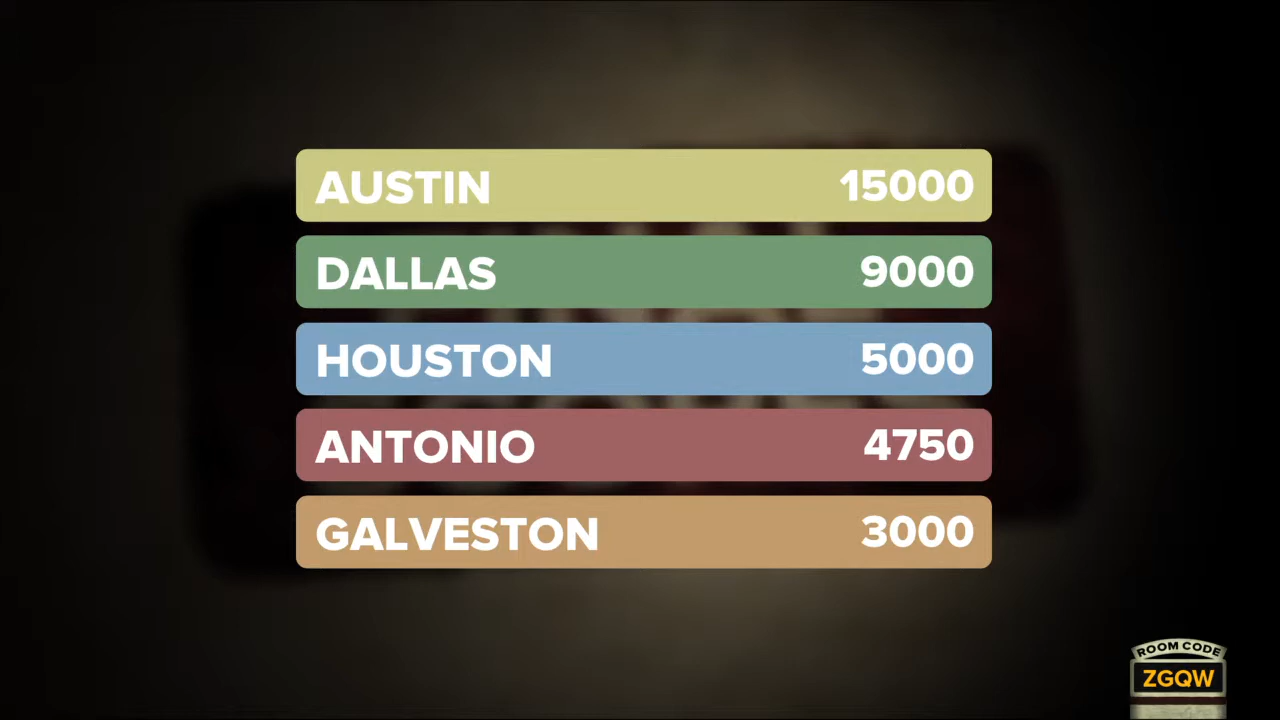 AUSTIN 15000
DALLAS 9000
HOUSTON 5000
ANTONIO 4750
GALVESTON 3000
ROOM CODE
ZGQW